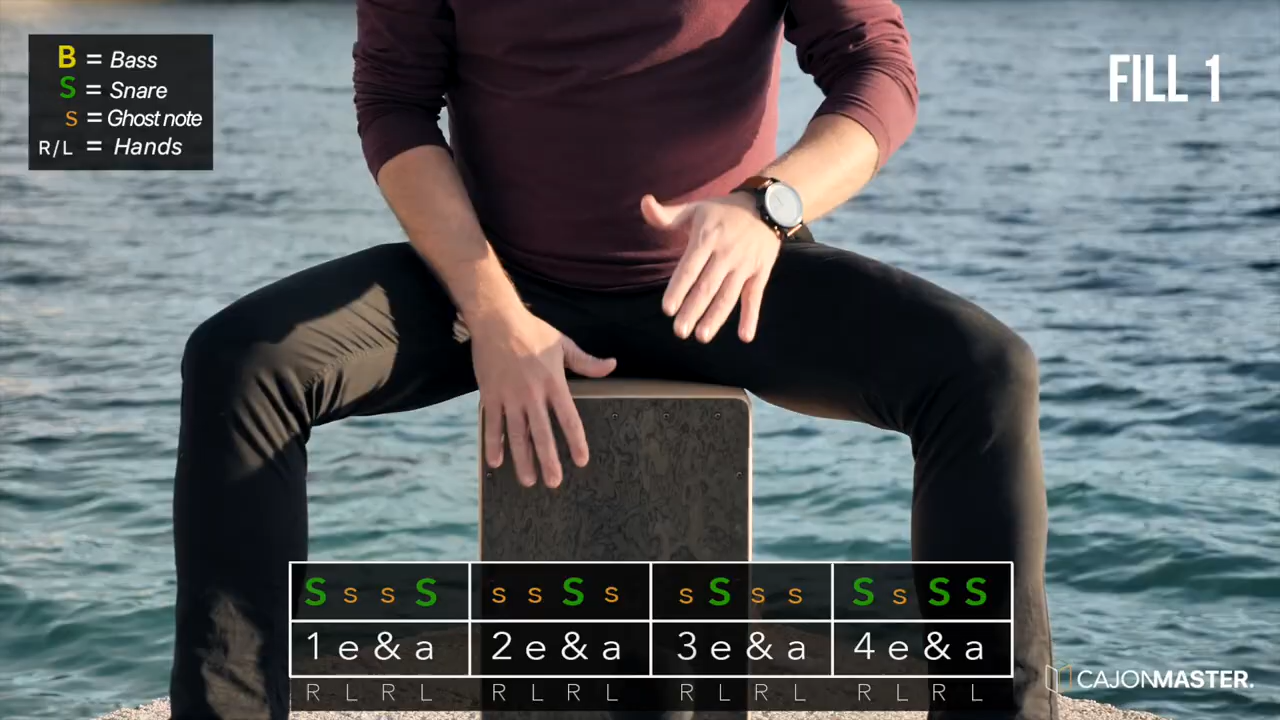 B = Bass
S = Snare
s = Ghost note
R/L = Hands
FILL 1
S s s S s s S s s S s s S s S S
1 e & a 2 e & a 3 e & a 4 e & a
R L R L R L R L R L R L R L R L
CAJONMASTER.